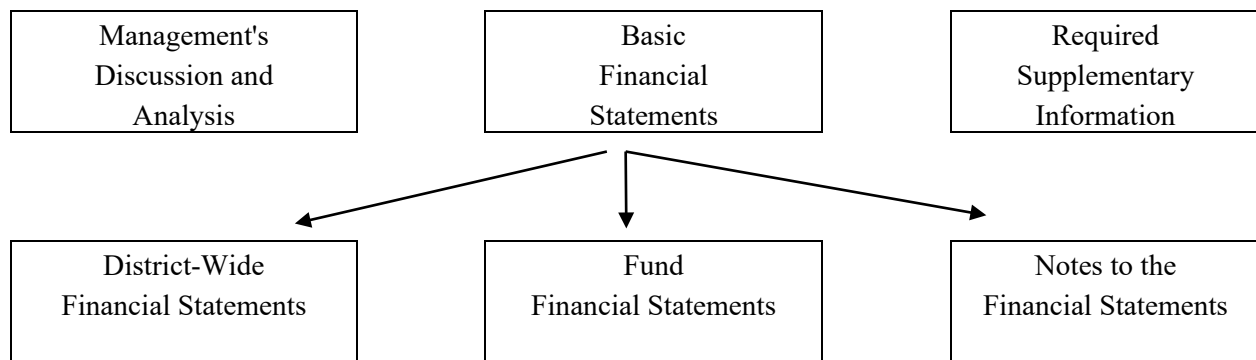 Management's
Discussion and
Analysis
Basic
Financial
Statements
Required
Supplementary
Information
District-Wide
Financial Statements
Fund
Financial Statements
Notes to the
Financial Statements